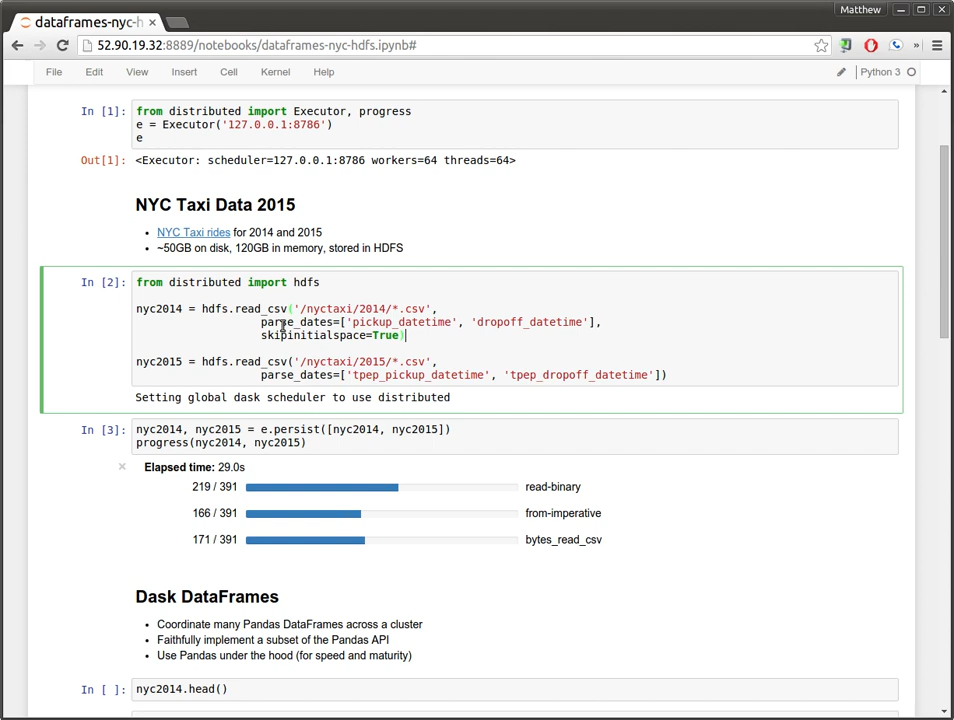 Matthew
dataframes-nyc-h ×
52.90.19.32:8889/notebooks/dataframes-nyc-hdfs.ipynb#
File Edit View Insert Cell Kernel Help Python 3
In [1]: from distributed import Executor, progress
e = Executor('127.0.0.1:8786')
e
Out[1]: <Executor: scheduler=127.0.0.1:8786 workers=64 threads=64>
NYC Taxi Data 2015
• NYC Taxi rides for 2014 and 2015
• ~50GB on disk, 120GB in memory, stored in HDFS
In [2]: from distributed import hdfs
nyc2014 = hdfs.read_csv('/nyctaxi/2014/*.csv',
parse_dates=['pickup_datetime', 'dropoff_datetime'],
skipinitialspace=True)
nyc2015 = hdfs.read_csv('/nyctaxi/2015/*.csv',
parse_dates=['tpep_pickup_datetime', 'tpep_dropoff_datetime'])
Setting global dask scheduler to use distributed
In [3]: nyc2014, nyc2015 = e.persist([nyc2014, nyc2015])
progress(nyc2014, nyc2015)
× Elapsed time: 29.0s
219 / 391 read-binary
166 / 391 from-imperative
171 / 391 bytes_read_csv
Dask DataFrames
• Coordinate many Pandas DataFrames across a cluster
• Faithfully implement a subset of the Pandas API
• Use Pandas under the hood (for speed and maturity)
In [ ]: nyc2014.head()